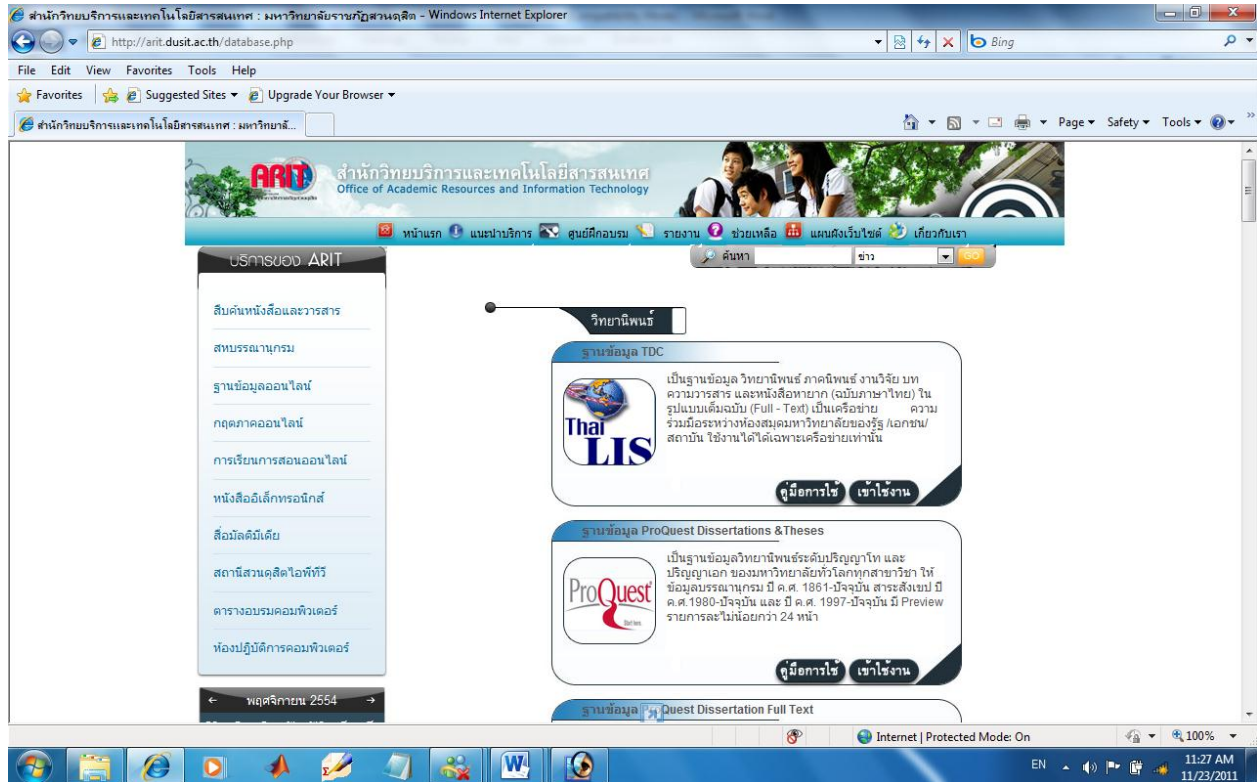 สำนักวิทยบริการและเทคโนโลยีสารสนเทศ : มหาวิทยาลัยราชภัฏสวนดุสิต - Windows Internet Explorer
http://arit.dusit.ac.th/database.php
Bing
File Edit View Favorites Tools Help
Favorites Suggested Sites Upgrade Your Browser
สำนักวิทยบริการและเทคโนโลยีสารสนเทศ : มหาวิทยาลั...
Page Safety Tools
ARIT
สำนักวิทยบริการและเทคโนโลยีสารสนเทศ
Office of Academic Resources and Information Technology
หน้าแรก แนะนำบริการ ศูนย์ฝึกอบรม รายงาน ช่วยเหลือ แผนผังเว็บไซต์ เกี่ยวกับเรา
ค้นหา ข่าว GO
บริการของ ARIT
สืบค้นหนังสือและวารสาร
สหบรรณานุกรม
ฐานข้อมูลออนไลน์
กฤตภาคออนไลน์
การเรียนการสอนออนไลน์
หนังสืออิเล็กทรอนิกส์
สื่อมัลติมีเดีย
สถานีสวนดุสิตไอพีทีวี
ตารางอบรมคอมพิวเตอร์
ห้องปฎิบัติการคอมพิวเตอร์
พฤศจิกายน 2554
วิทยานิพนธ์
ฐานข้อมูล TDC
Thai LIS
เป็นฐานข้อมูล วิทยานิพนธ์ ภาคนิพนธ์ งานวิจัย บท
ความวารสาร และหนังสือหายาก (ฉบับภาษาไทย) ใน
รูปแบบเต็มฉบับ (Full - Text) เป็นเครือข่าย ความ
ร่วมมือระหว่างห้องสมุดมหาวิทยาลัยของรัฐ /เอกชน/
สถาบัน ใช้งานได้ได้เฉพาะเครือข่ายเท่านั้น
คู่มือการใช้ เข้าใช้งาน
ฐานข้อมูล ProQuest Dissertations &Theses
ProQuest
Start here.
เป็นฐานข้อมูลวิทยานิพนธ์ระดับปริญญาโท และ
ปริญญาเอก ของมหาวิทยาลัยทั่วโลกทุกสาขาวิชา ให้
ข้อมูลบรรณานุกรม ปี ค.ศ. 1861-ปัจจุบัน สาระสังเขป ปี
ค.ศ.1980-ปัจจุบัน และ ปี ค.ศ. 1997-ปัจจุบัน มี Preview
รายการละไม่น้อยกว่า 24 หน้า
คู่มือการใช้ เข้าใช้งาน
ฐานข้อมูล ProQuest Dissertation Full Text
Internet | Protected Mode: On 100%
EN 11:27 AM
11/23/2011